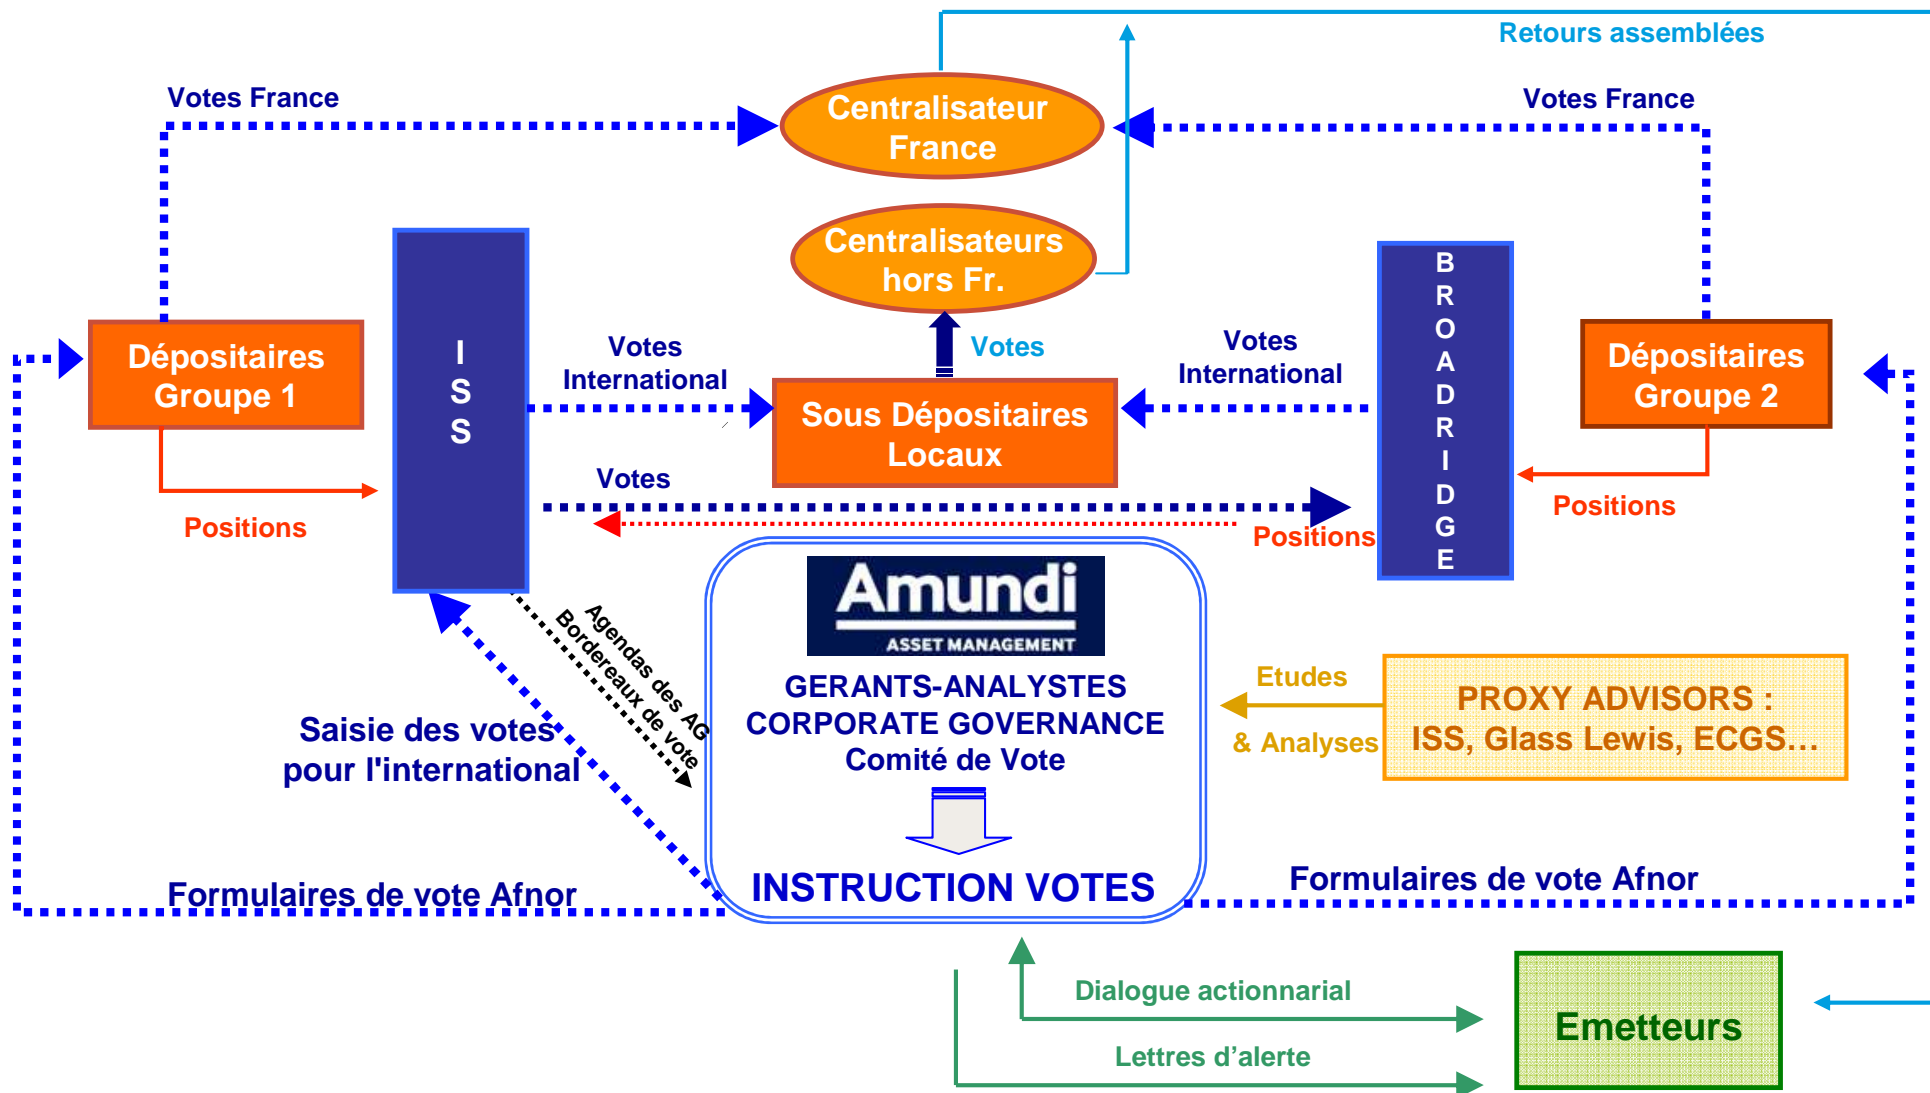 Retours assemblées
Votes France
Centralisateur
France
Votes France
Centralisateurs
hors Fr.
I
S
S
B
R
O
A
D
R
I
D
G
E
Dépositaires
Groupe 1
Votes
International
Votes
Votes
International
Dépositaires
Groupe 2
Sous Dépositaires
Locaux
Votes
Positions
Positions
Positions
Amundi
ASSET MANAGEMENT
Agendas des AG
Bordereaux de vote
GERANTS-ANALYSTES
CORPORATE GOVERNANCE
Comité de Vote
Etudes
& Analyses
PROXY ADVISORS :
ISS, Glass Lewis, ECGS…
Saisie des votes
pour l'international
INSTRUCTION VOTES
Formulaires de vote Afnor
Formulaires de vote Afnor
Dialogue actionnarial
Lettres d’alerte
Emetteurs